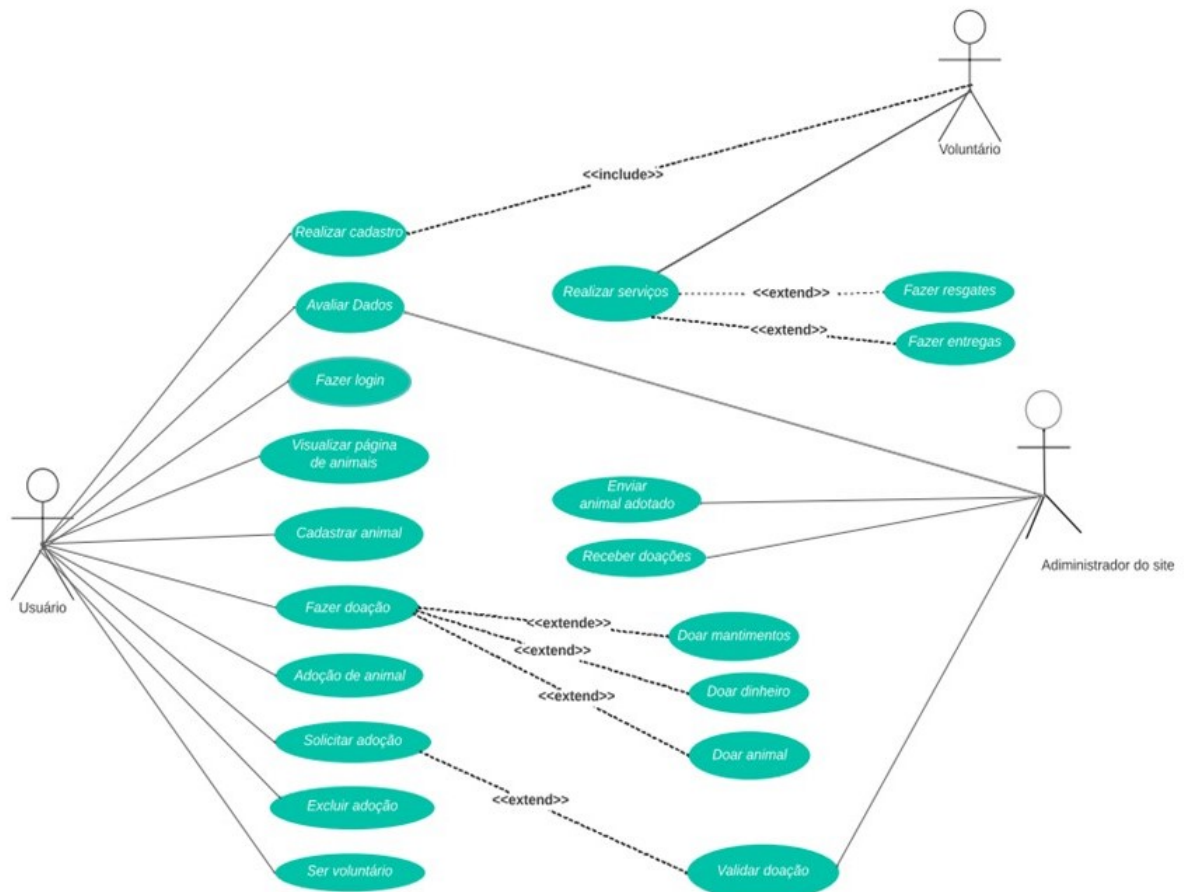 Voluntário
<<include>>
Realizar cadastro
Avaliar Dados
Realizar serviços
<<extend>>
Fazer resgates
<<extend>>
Fazer entregas
Fazer login
Visualizar página
de animais
Enviar
animal adotado
Cadastrar animal
Receber doações
Adiministrador do site
Usuário
Fazer doação
<<extende>>
Doar mantimentos
<<extend>>
Adoção de animal
Doar dinheiro
<<extend>>
Solicitar adoção
Doar animal
<<extend>>
Excluir adoção
Ser voluntário
Validar doação